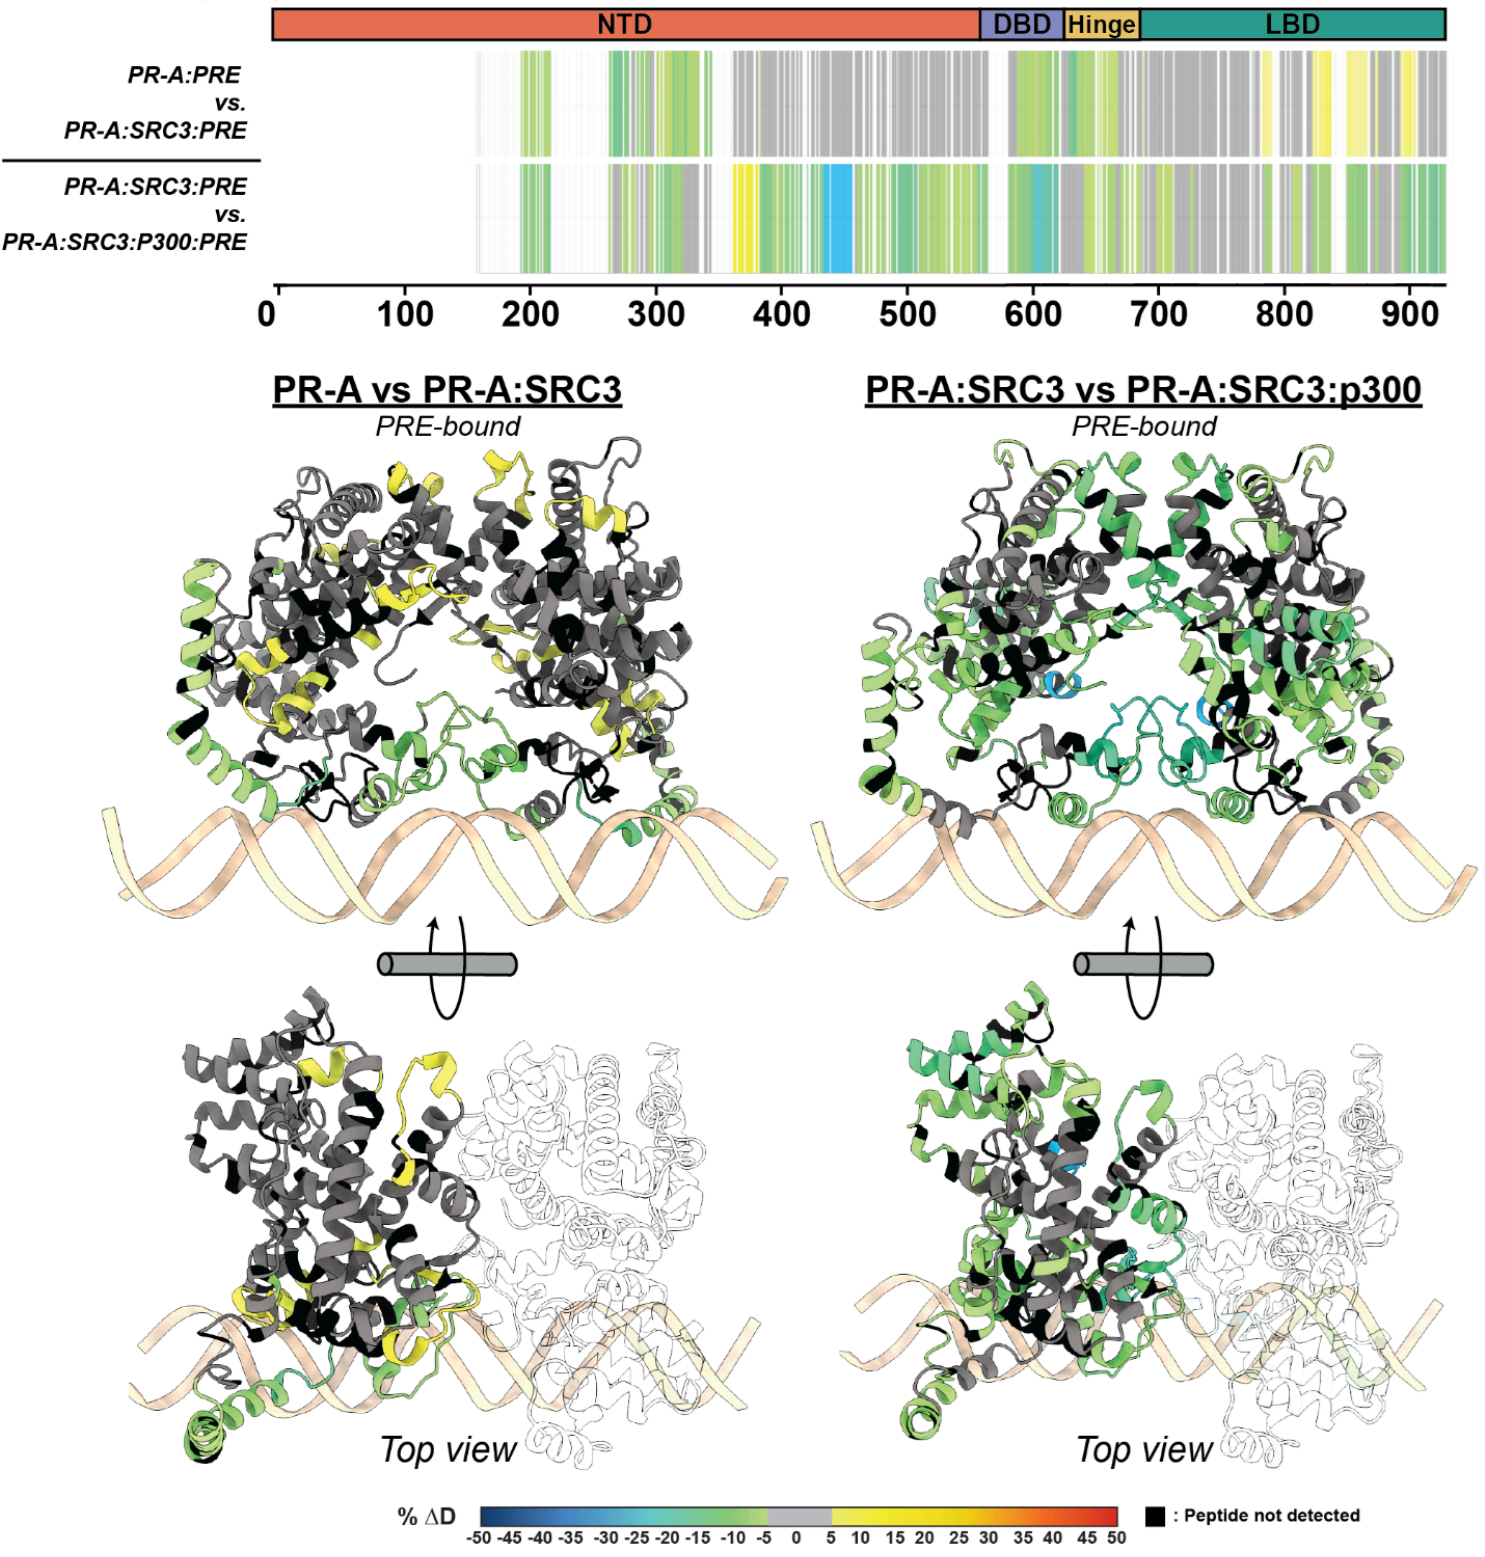 NTD DBD Hinge LBD
PR-A:PRE
vs.
PR-A:SRC3:PRE
PR-A:SRC3:PRE
vs.
PR-A:SRC3:P300:PRE
0 100 200 300 400 500 600 700 800 900
PR-A vs PR-A:SRC3
PRE-bound
PR-A:SRC3 vs PR-A:SRC3:p300
PRE-bound
Top view
Top view
% ΔD
-50 -45 -40 -35 -30 -25 -20 -15 -10 -5 0 5 10 15 20 25 30 35 40 45 50
: Peptide not detected